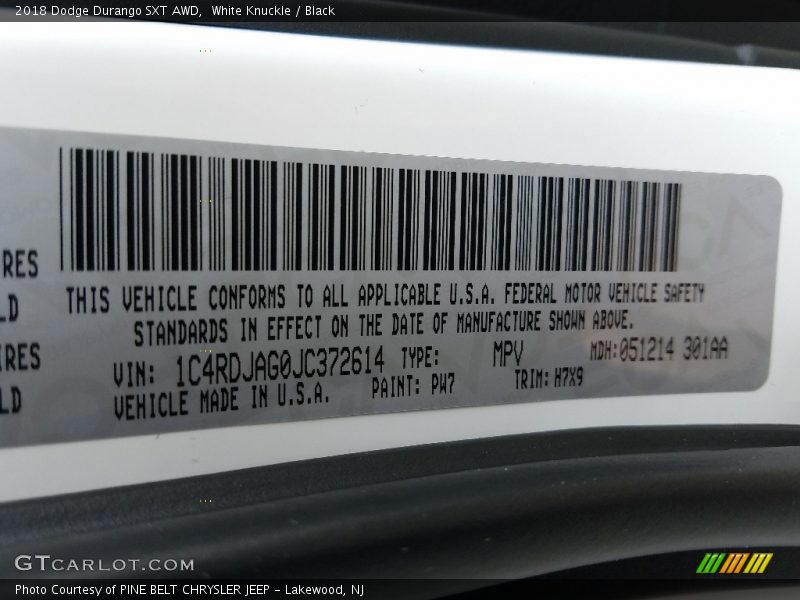 2018 Dodge Durango SXT AWD, White Knuckle / Black
RES
LD
IRES
LD
THIS VEHICLE CONFORMS TO ALL APPLICABLE U.S.A. FEDERAL MOTOR VEHICLE SAFETY
STANDARDS IN EFFECT ON THE DATE OF MANUFACTURE SHOWN ABOVE.
VIN: 1C4RDJAG0JC372614 TYPE: MPV MDH:051214 301AA
VEHICLE MADE IN U.S.A. PAINT: PW7 TRIM: H7X9
GTCARLOT.COM
Photo Courtesy of PINE BELT CHRYSLER JEEP - Lakewood, NJ